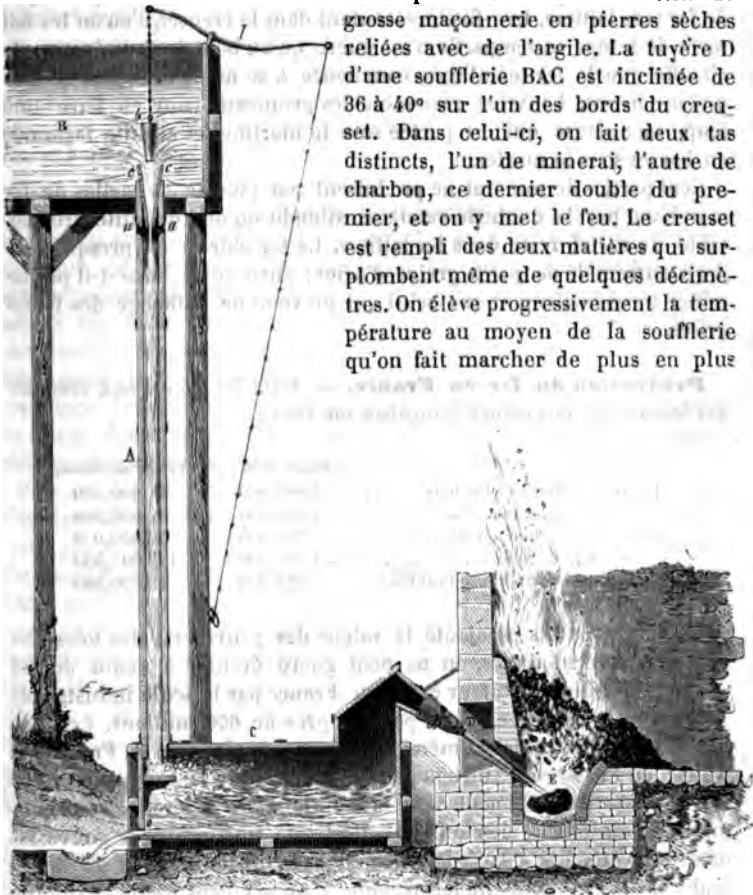 grosse maçonnerie en pierres sèches
reliées avec de l'argile. La tuyère D
d'une soufflerie BAC est inclinée de
36 à 40° sur l'un des bords du creu-
set. Dans celui-ci, on fait deux tas
distincts, l'un de minerai, l'autre de
charbon, ce dernier double du pre-
mier, et on y met le feu. Le creuset
est rempli des deux matières qui sur-
plombent même de quelques décimè-
tres. On élève progressivement la tem-
pérature au moyen de la soufflerie
qu'on fait marcher de plus en plus
B
b
c c
a a
A
C
E